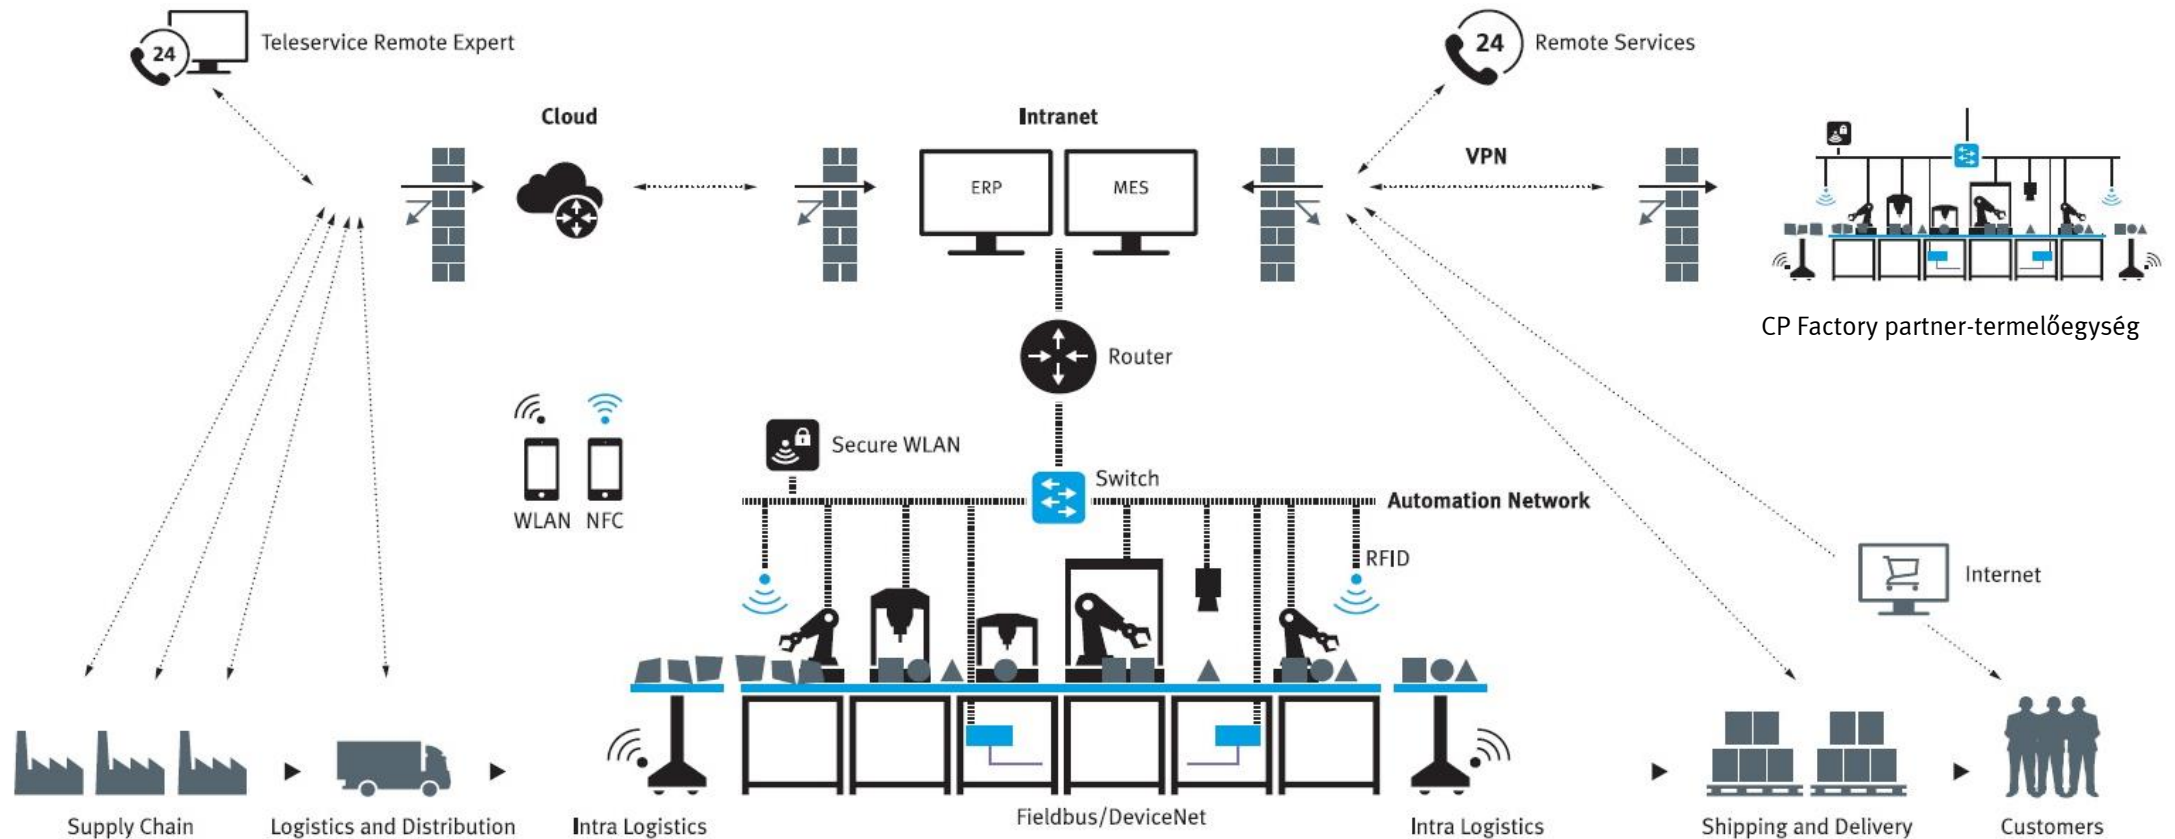 24
Teleservice Remote Expert
24
Remote Services
Cloud
Intranet
VPN
ERP
MES
CP Factory partner-termelőegység
Router
Secure WLAN
Switch
WLAN
NFC
Automation Network
RFID
Internet
Supply Chain
Logistics and Distribution
Intra Logistics
Fieldbus/DeviceNet
Intra Logistics
Shipping and Delivery
Customers